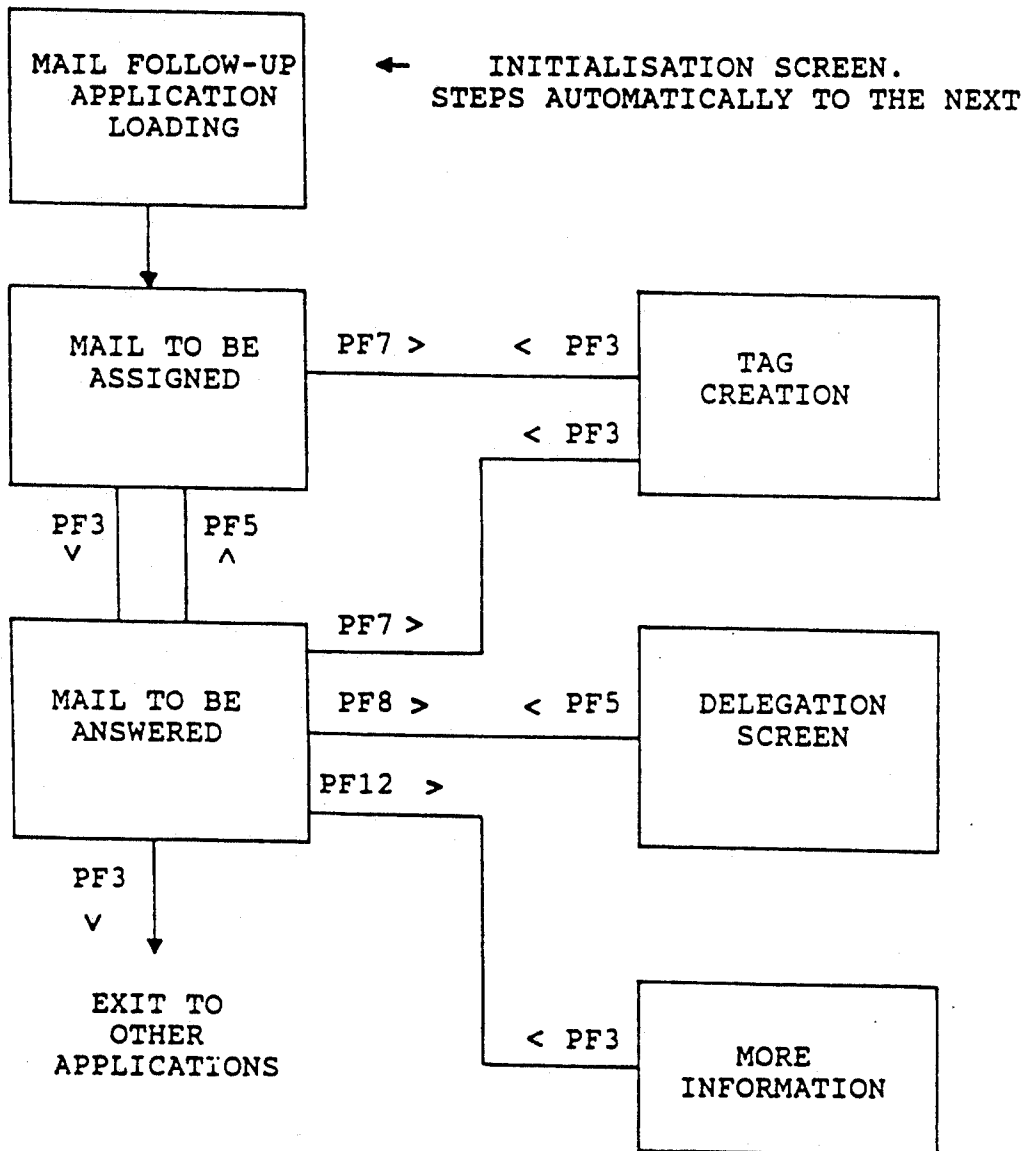 MAIL FOLLOW-UP
APPLICATION
LOADING
← INITIALISATION SCREEN.
STEPS AUTOMATICALLY TO THE NEXT
MAIL TO BE
ASSIGNED
PF7 >
< PF3
TAG
CREATION
< PF3
PF3
v
PF5
^
MAIL TO BE
ANSWERED
PF7 >
PF8 >
< PF5
DELEGATION
SCREEN
PF12 >
PF3
v
EXIT TO
OTHER
APPLICATIONS
< PF3
MORE
INFORMATION